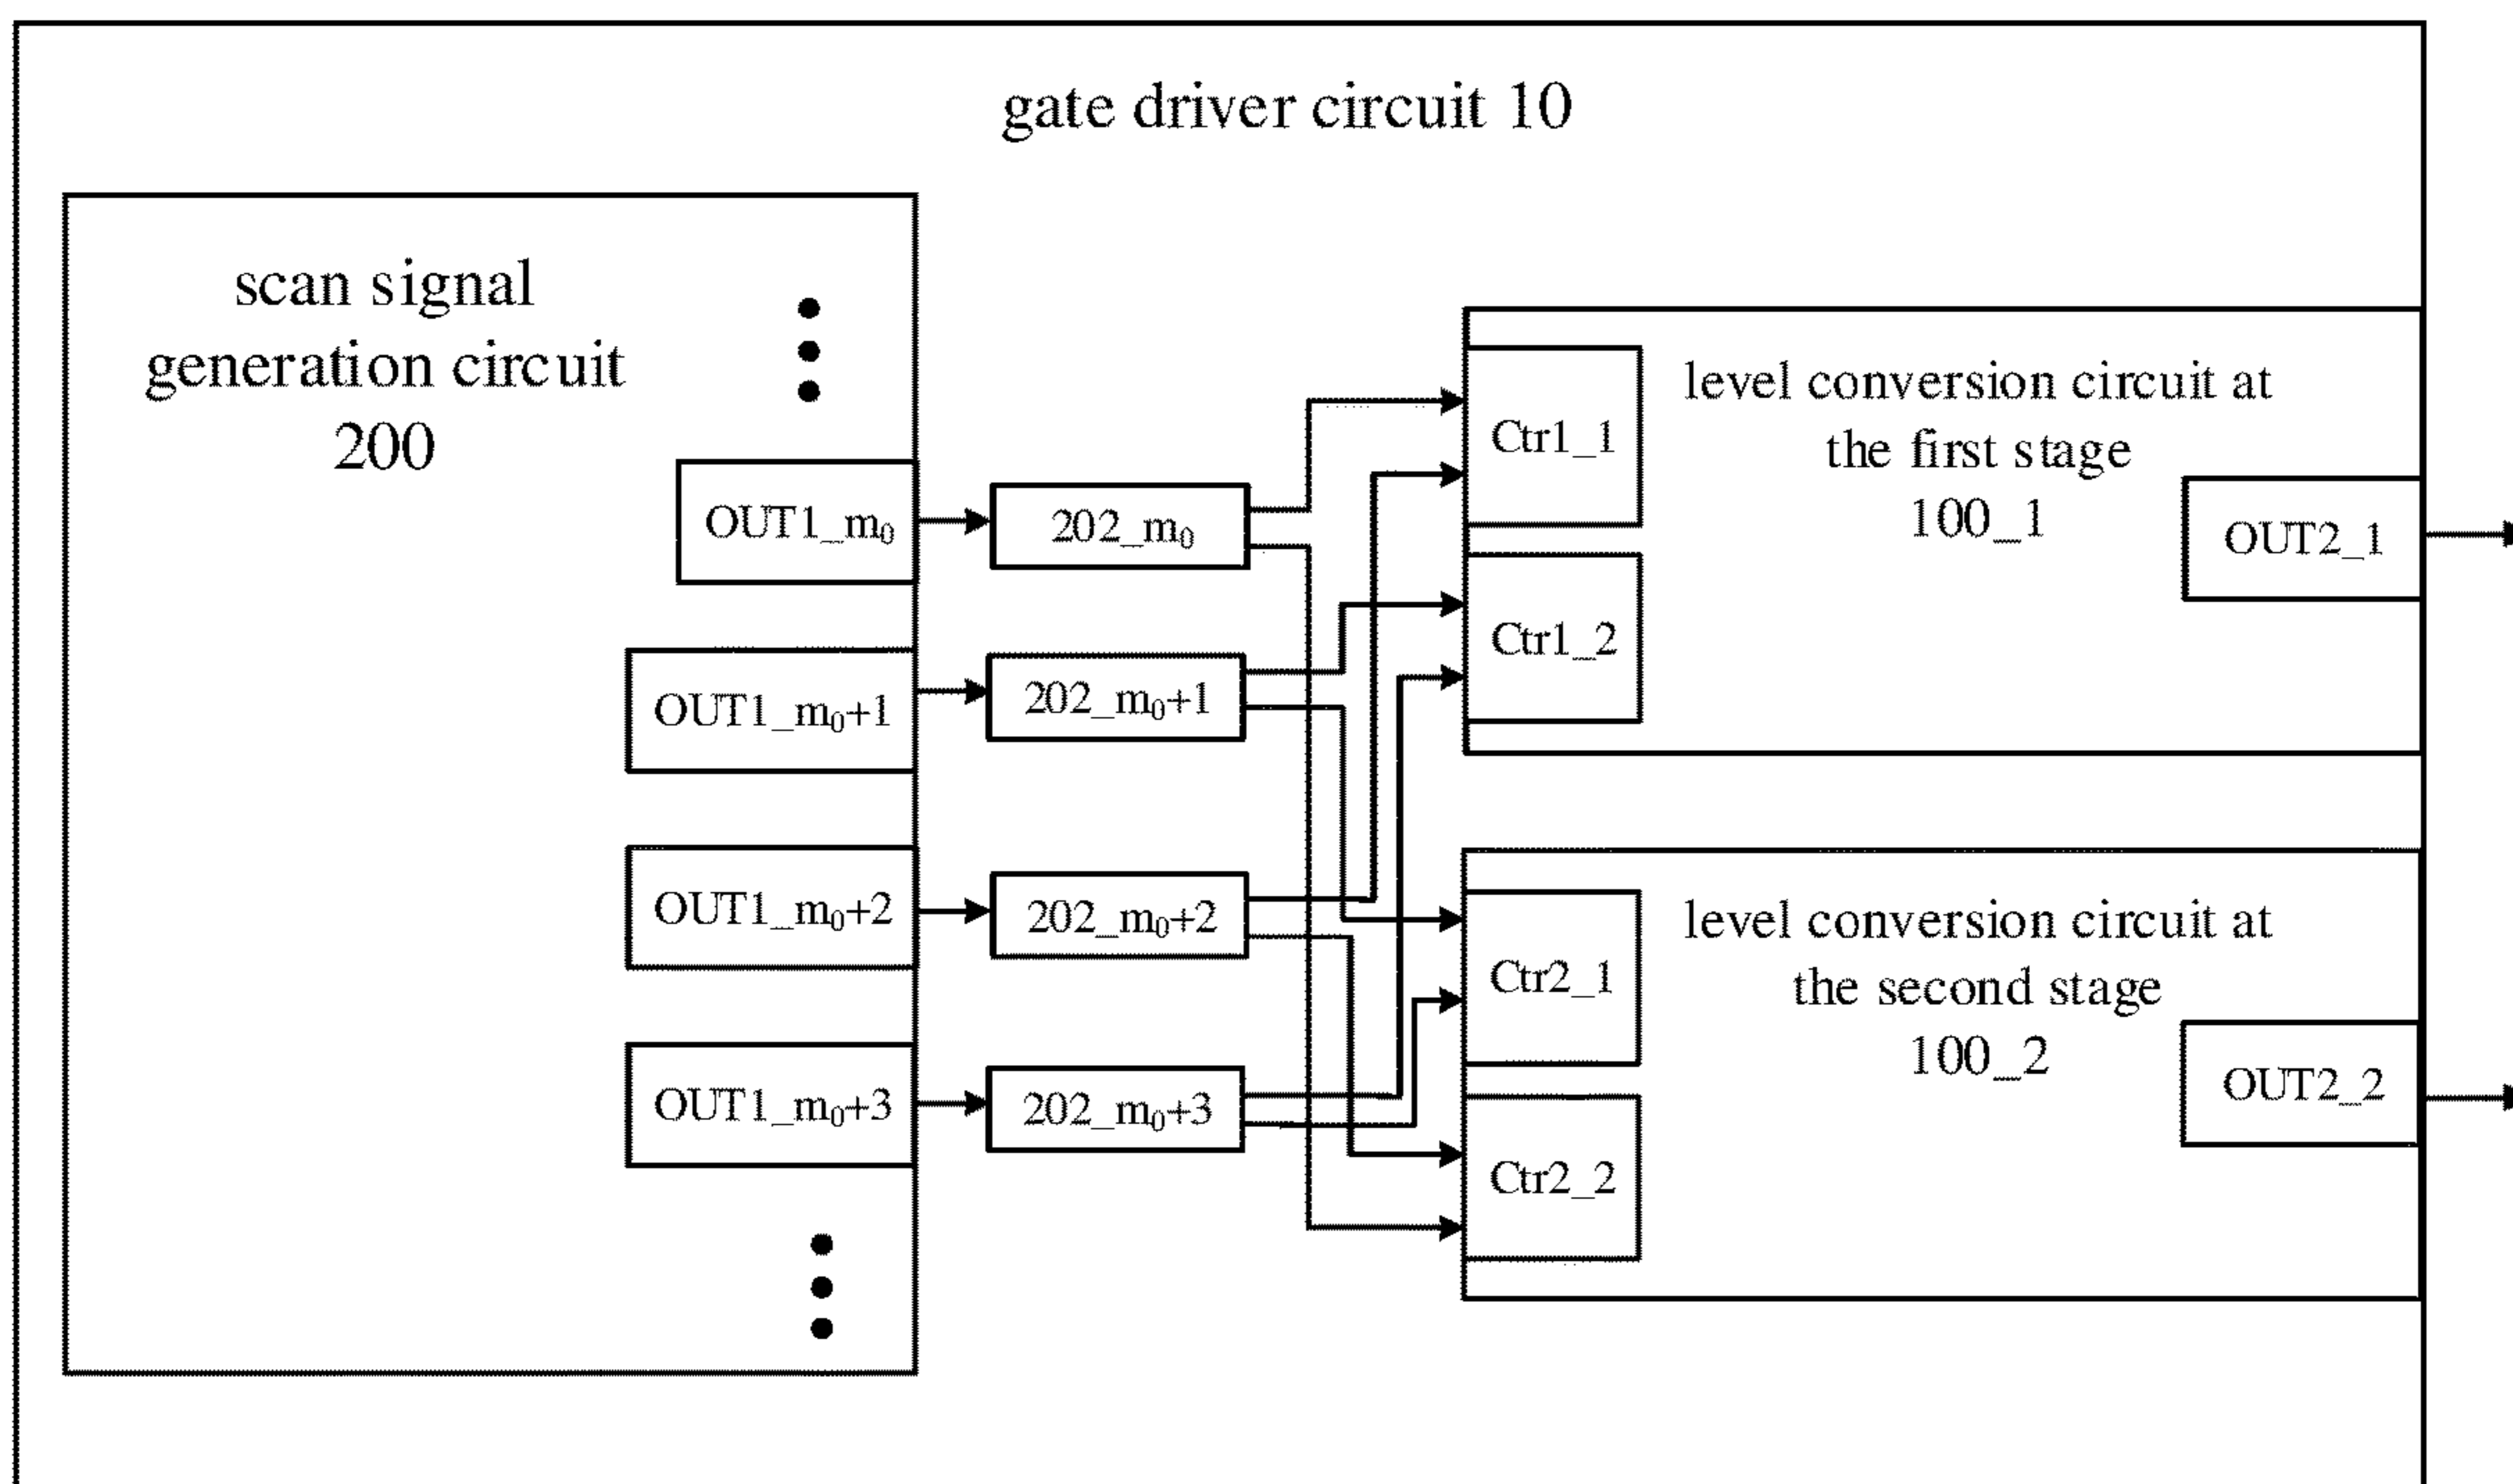 gate driver circuit 10
scan signal
generation circuit
200
OUT1_m₀
OUT1_m₀+1
OUT1_m₀+2
OUT1_m₀+3
202_m₀
202_m₀+1
202_m₀+2
202_m₀+3
Ctr1_1
Ctr1_2
level conversion circuit at
the first stage
100_1
OUT2_1
Ctr2_1
Ctr2_2
level conversion circuit at
the second stage
100_2
OUT2_2